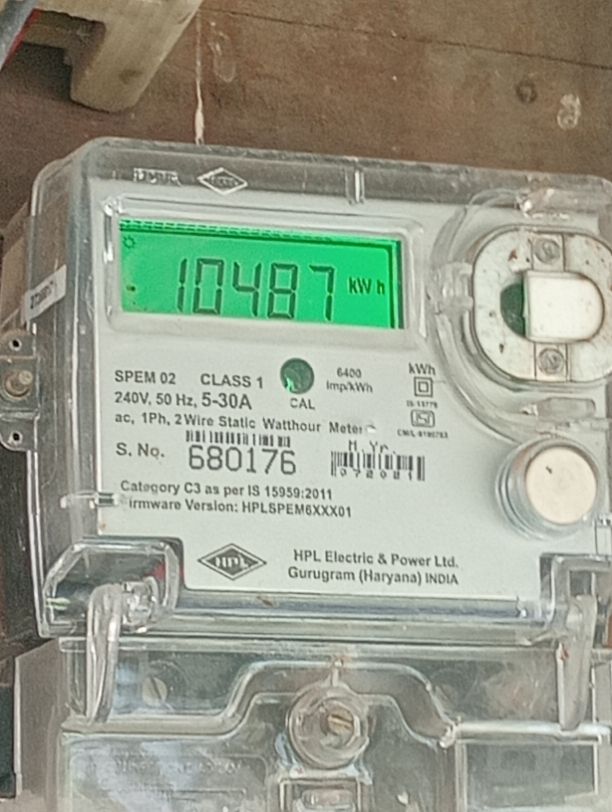 10487 kWh
SPEM 02 CLASS 1
6400
imp/kWh
kWh
240V, 50 Hz, 5-30A
CAL
ac, 1Ph, 2 Wire Static Watthour Meter
S. No. 680176
M. Yr.
072021
Category C3 as per IS 15959:2011
irmware Version: HPLSPEM6XXX01
HPL
HPL Electric & Power Ltd.
Gurugram (Haryana) INDIA